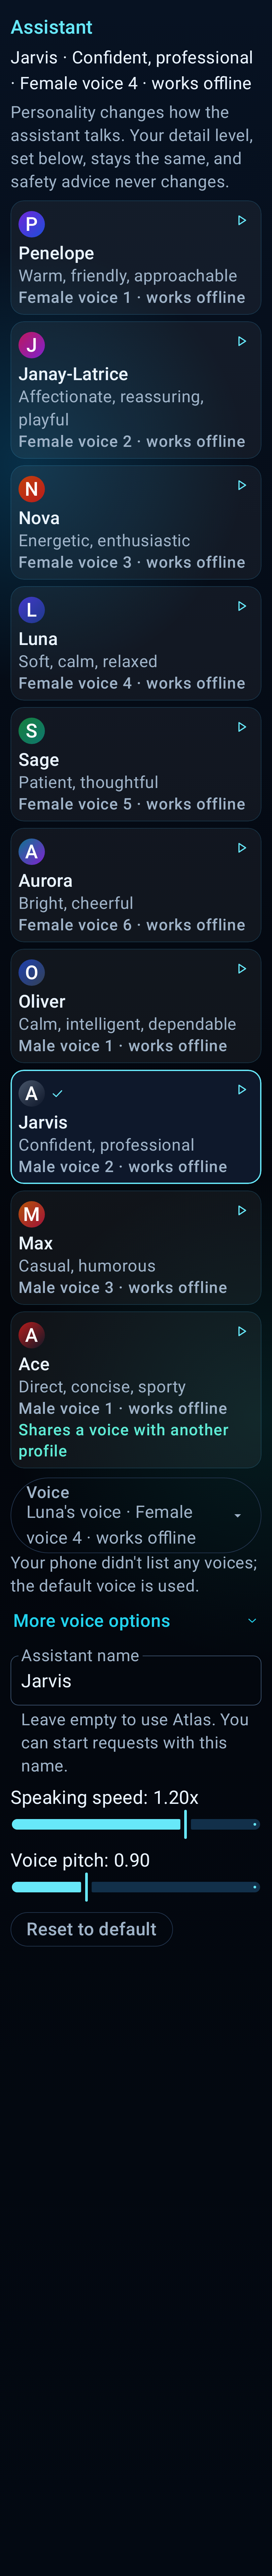 Assistant
Jarvis · Confident, professional
· Female voice 4 · works offline
Personality changes how the
assistant talks. Your detail level,
set below, stays the same, and
safety advice never changes.
P
Penelope
Warm, friendly, approachable
Female voice 1 · works offline
J
Janay-Latrice
Affectionate, reassuring,
playful
Female voice 2 · works offline
N
Nova
Energetic, enthusiastic
Female voice 3 · works offline
L
Luna
Soft, calm, relaxed
Female voice 4 · works offline
S
Sage
Patient, thoughtful
Female voice 5 · works offline
A
Aurora
Bright, cheerful
Female voice 6 · works offline
O
Oliver
Calm, intelligent, dependable
Male voice 1 · works offline
A
Jarvis
Confident, professional
Male voice 2 · works offline
M
Max
Casual, humorous
Male voice 3 · works offline
A
Ace
Direct, concise, sporty
Male voice 1 · works offline
Shares a voice with another
profile
Voice
Luna's voice · Female
voice 4 · works offline
Your phone didn't list any voices;
the default voice is used.
More voice options
Assistant name
Jarvis
Leave empty to use Atlas. You
can start requests with this
name.
Speaking speed: 1.20x
Voice pitch: 0.90
Reset to default